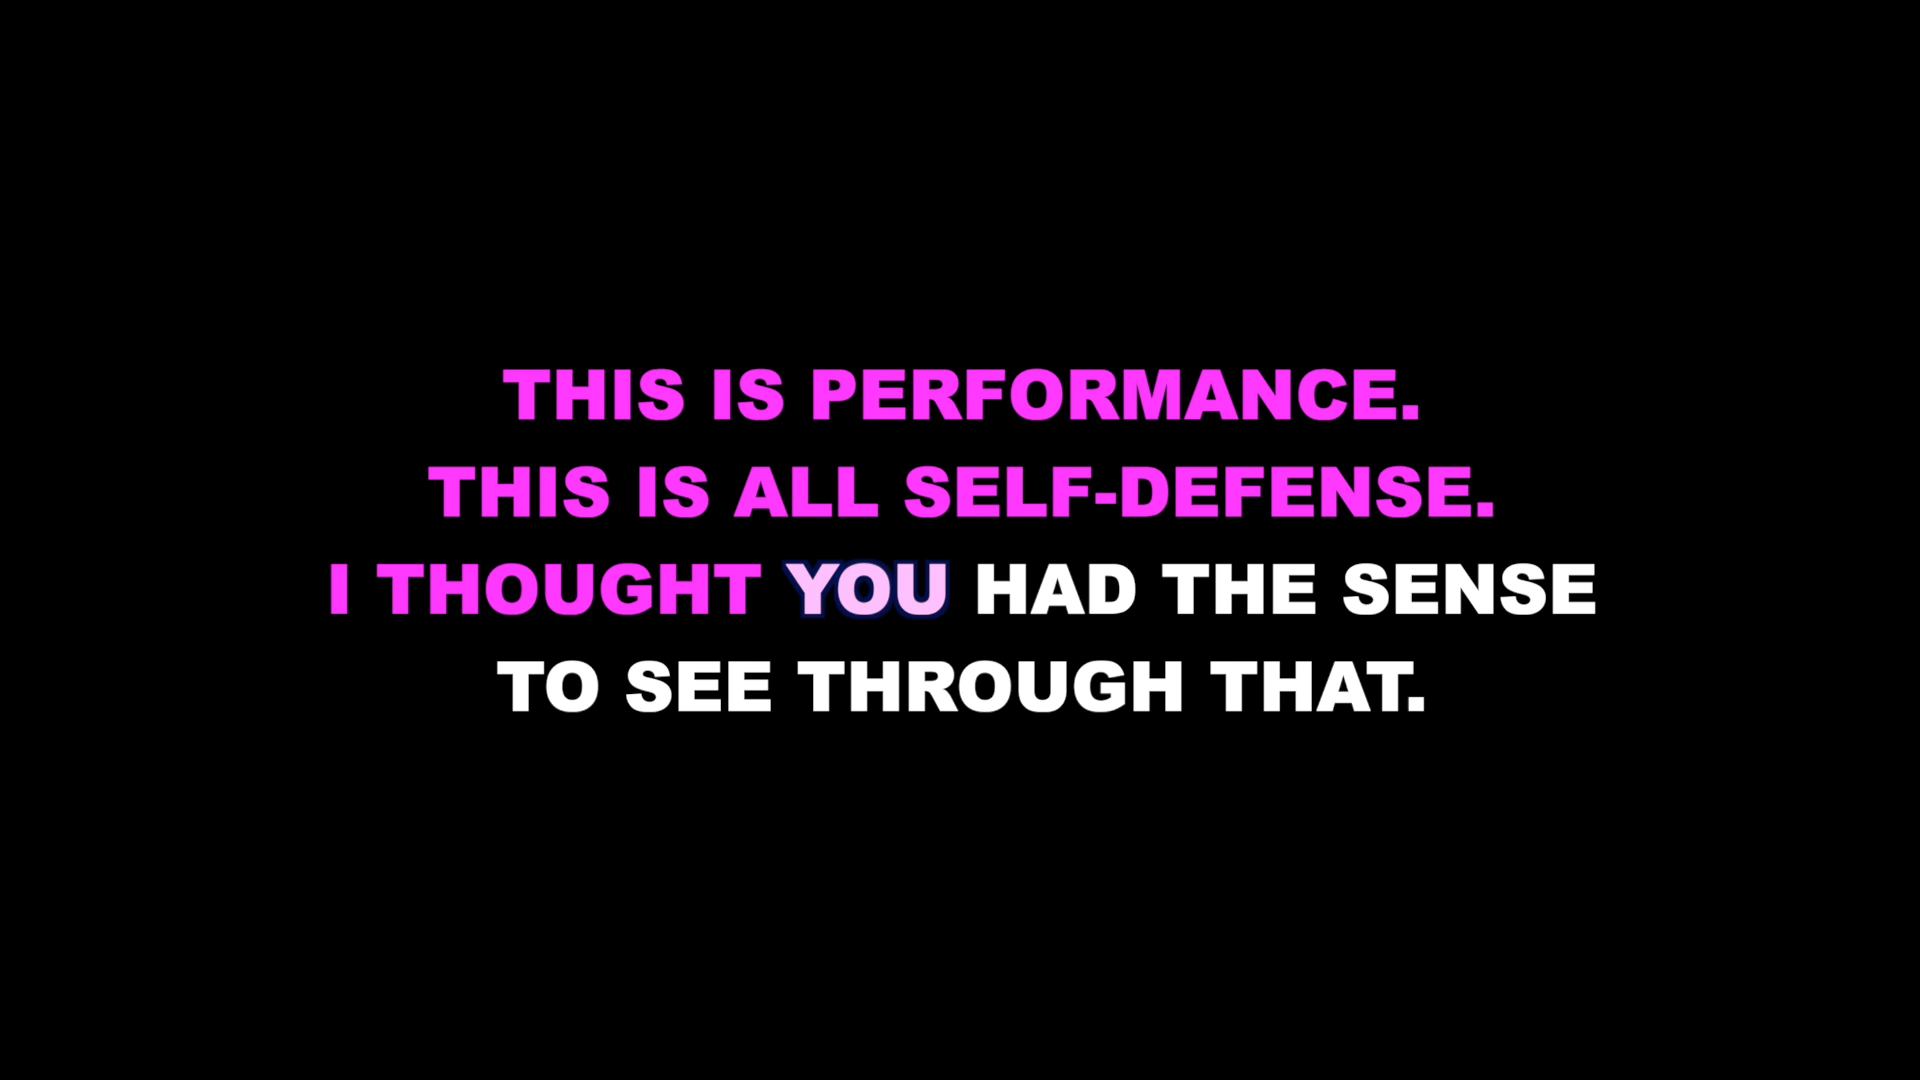 THIS IS PERFORMANCE.
THIS IS ALL SELF-DEFENSE.
I THOUGHT YOU HAD THE SENSE
TO SEE THROUGH THAT.